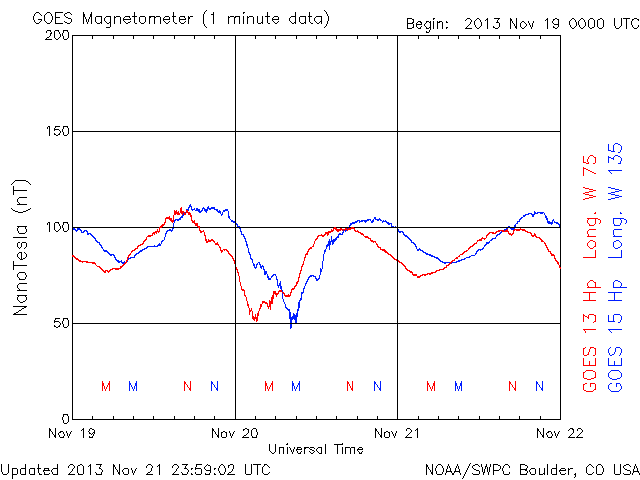 GOES Magnetometer (1 minute data)
Begin: 2013 Nov 19 0000 UTC
200
150
100
50
0
NanoTesla (nT)
M M N N M M N N M M N N
Nov 19 Nov 20 Nov 21 Nov 22
Universal Time
GOES 13 Hp Long. W 75
GOES 15 Hp Long. W 135
Updated 2013 Nov 21 23:59:02 UTC
NOAA/SWPC Boulder, CO USA